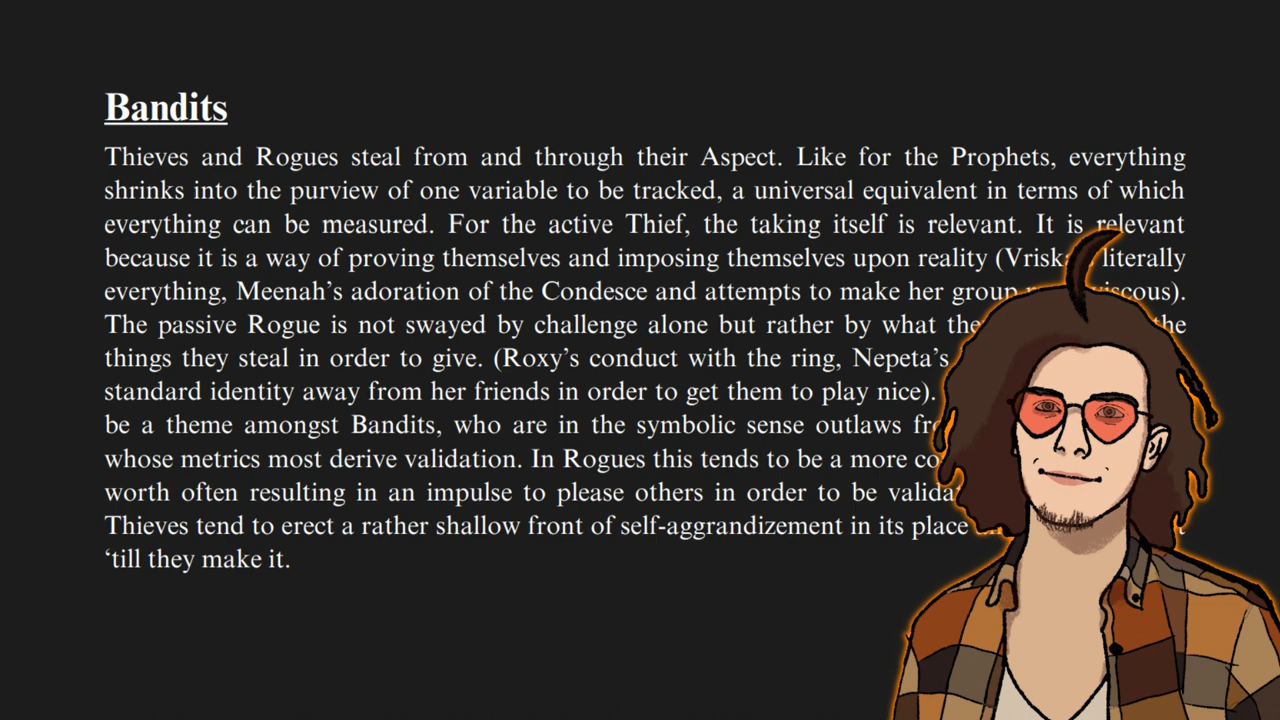 Bandits
Thieves and Rogues steal from and through their Aspect. Like for the Prophets, everything
shrinks into the purview of one variable to be tracked, a universal equivalent in terms of which
everything can be measured. For the active Thief, the taking itself is relevant. It is relevant
because it is a way of proving themselves and imposing themselves upon reality (Vriska literally
everything, Meenah’s adoration of the Condesce and attempts to make her group viscous).
The passive Rogue is not swayed by challenge alone but rather by what the
things they steal in order to give. (Roxy’s conduct with the ring, Nepeta’s
standard identity away from her friends in order to get them to play nice).
be a theme amongst Bandits, who are in the symbolic sense outlaws
whose metrics most derive validation. In Rogues this tends to be a more
worth often resulting in an impulse to please others in order to be
Thieves tend to erect a rather shallow front of self-aggrandizement in its place
‘till they make it.